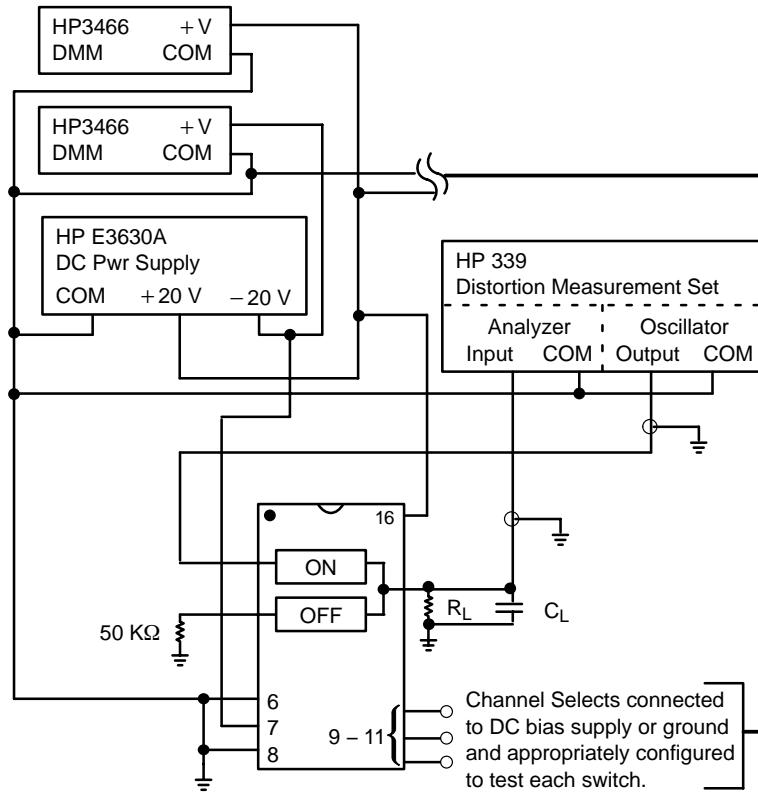 HP3466 + V
DMM COM
HP3466 + V
DMM COM
HP E3630A
DC Pwr Supply
COM + 20 V − 20 V
HP 339
Distortion Measurement Set
Analyzer Oscillator
Input COM Output COM
16
ON
OFF
50 KΩ
RL
CL
6
7
8
9 – 11
Channel Selects connected
to DC bias supply or ground
and appropriately configured
to test each switch.